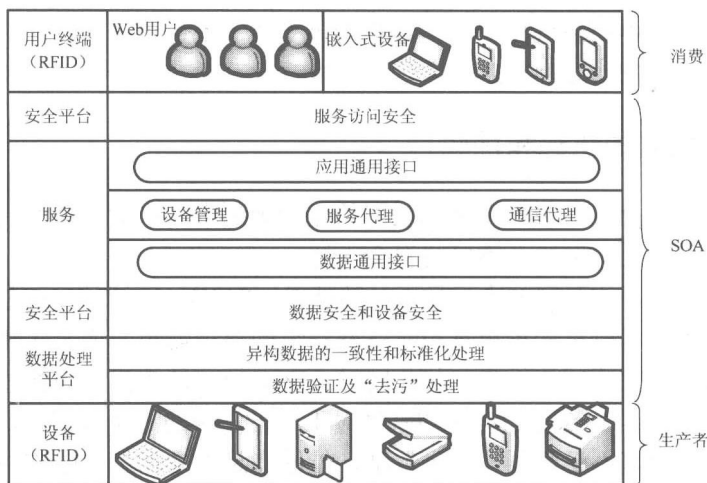 用户终端
(RFID)
Web用户
嵌入式设备
消费
安全平台
服务访问安全
服务
应用通用接口
设备管理
服务代理
通信代理
数据通用接口
SOA
安全平台
数据安全和设备安全
数据处理
平台
异构数据的一致性和标准化处理
数据验证及“去污”处理
设备
(RFID)
生产者